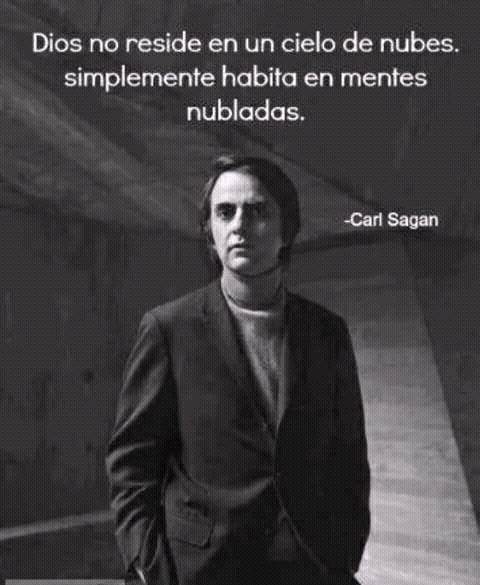 Dios no reside en un cielo de nubes.
simplemente habita en mentes
nubladas.
-Carl Sagan